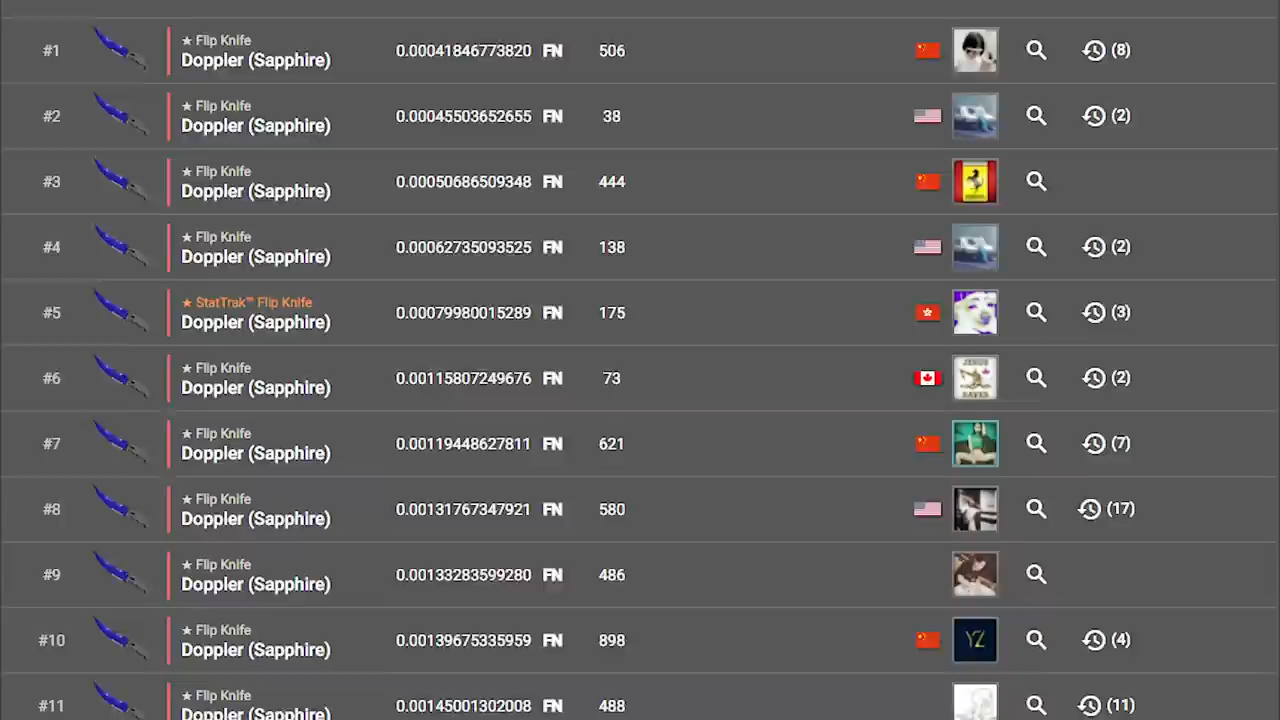 #1
★ Flip Knife
Doppler (Sapphire)
0.00041846773820 FN 506 (8)
#2
★ Flip Knife
Doppler (Sapphire)
0.00045503652655 FN 38 (2)
#3
★ Flip Knife
Doppler (Sapphire)
0.00050686509348 FN 444
#4
★ Flip Knife
Doppler (Sapphire)
0.00062735093525 FN 138 (2)
#5
★ StatTrak™ Flip Knife
Doppler (Sapphire)
0.00079980015289 FN 175 (3)
#6
★ Flip Knife
Doppler (Sapphire)
0.00115807249676 FN 73 (2)
#7
★ Flip Knife
Doppler (Sapphire)
0.00119448627811 FN 621 (7)
#8
★ Flip Knife
Doppler (Sapphire)
0.00131767347921 FN 580 (17)
#9
★ Flip Knife
Doppler (Sapphire)
0.00133283599280 FN 486
#10
★ Flip Knife
Doppler (Sapphire)
0.00139675335959 FN 898 YZ (4)
#11
★ Flip Knife
Doppler (Sapphire)
0.00145001302008 FN 488 (11)